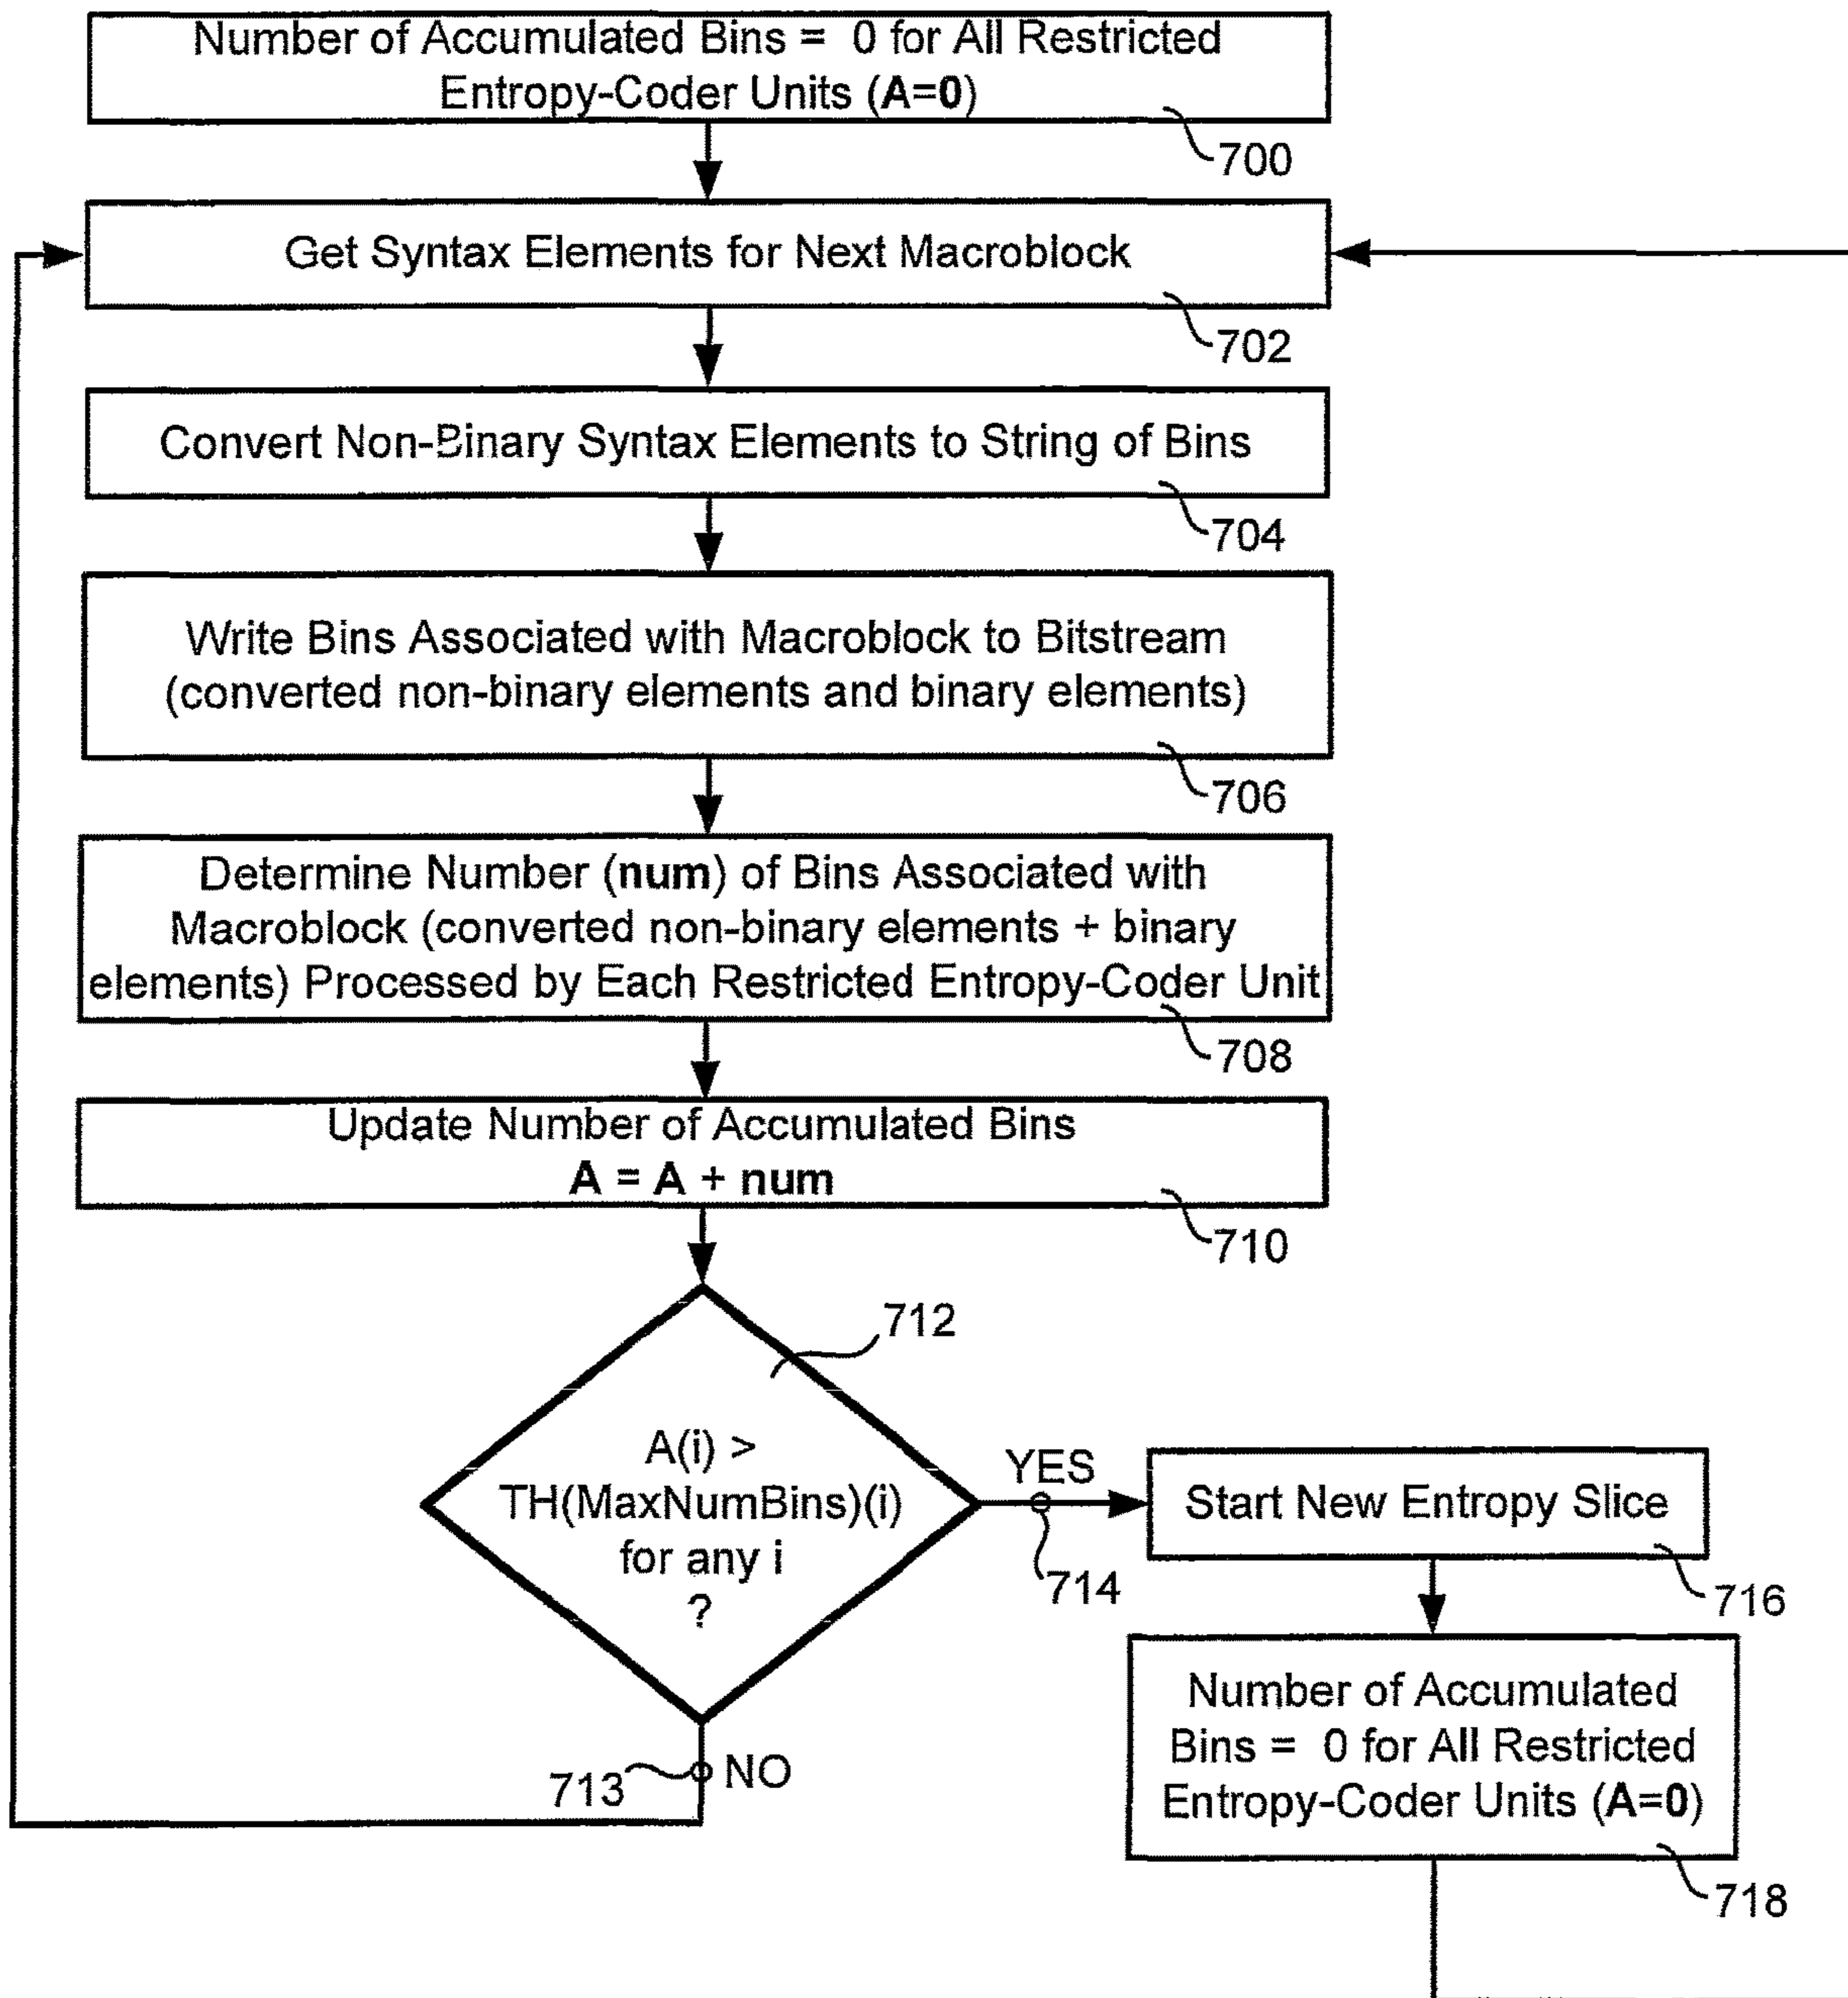 Number of Accumulated Bins = 0 for All Restricted
Entropy-Coder Units (A=0)
700
Get Syntax Elements for Next Macroblock
702
Convert Non-Binary Syntax Elements to String of Bins
704
Write Bins Associated with Macroblock to Bitstream
(converted non-binary elements and binary elements)
706
Determine Number (num) of Bins Associated with
Macroblock (converted non-binary elements + binary
elements) Processed by Each Restricted Entropy-Coder Unit
708
Update Number of Accumulated Bins
A = A + num
710
712
A(i) >
TH(MaxNumBins)(i)
for any i
?
YES
714
713
NO
Start New Entropy Slice
716
Number of Accumulated
Bins = 0 for All Restricted
Entropy-Coder Units (A=0)
718